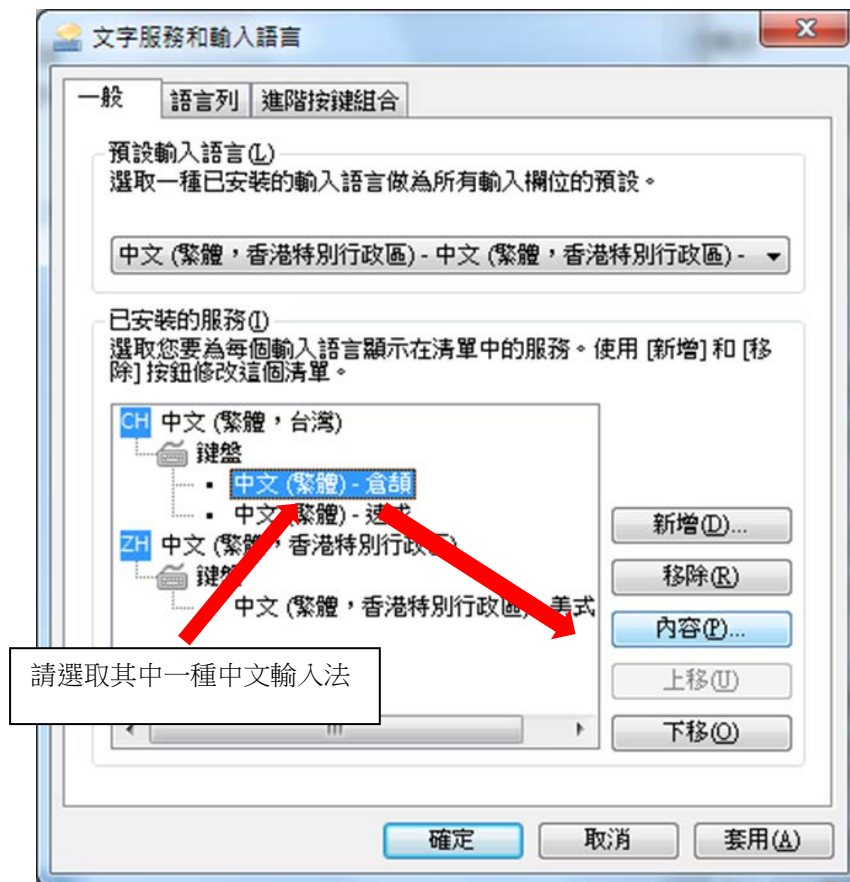 文字服務和輸入語言
一般 語言列 進階按鍵組合
預設輸入語言(L)
選取一種已安裝的輸入語言做為所有輸入欄位的預設。
中文 (繁體，香港特別行政區) - 中文 (繁體，香港特別行政區) -
已安裝的服務(I)
選取您要為每個輸入語言顯示在清單中的服務。使用 [新增] 和 [移
除] 按鈕修改這個清單。
CH 中文 (繁體，台灣)
鍵盤
中文 (繁體) - 倉頡
中文 (繁體) - 速成
ZH 中文 (繁體，香港特別行政區)
鍵盤
中文 (繁體，香港特別行政區) - 美式
新增(D)...
移除(R)
內容(P)...
上移(U)
下移(O)
請選取其中一種中文輸入法
確定 取消 套用(A)